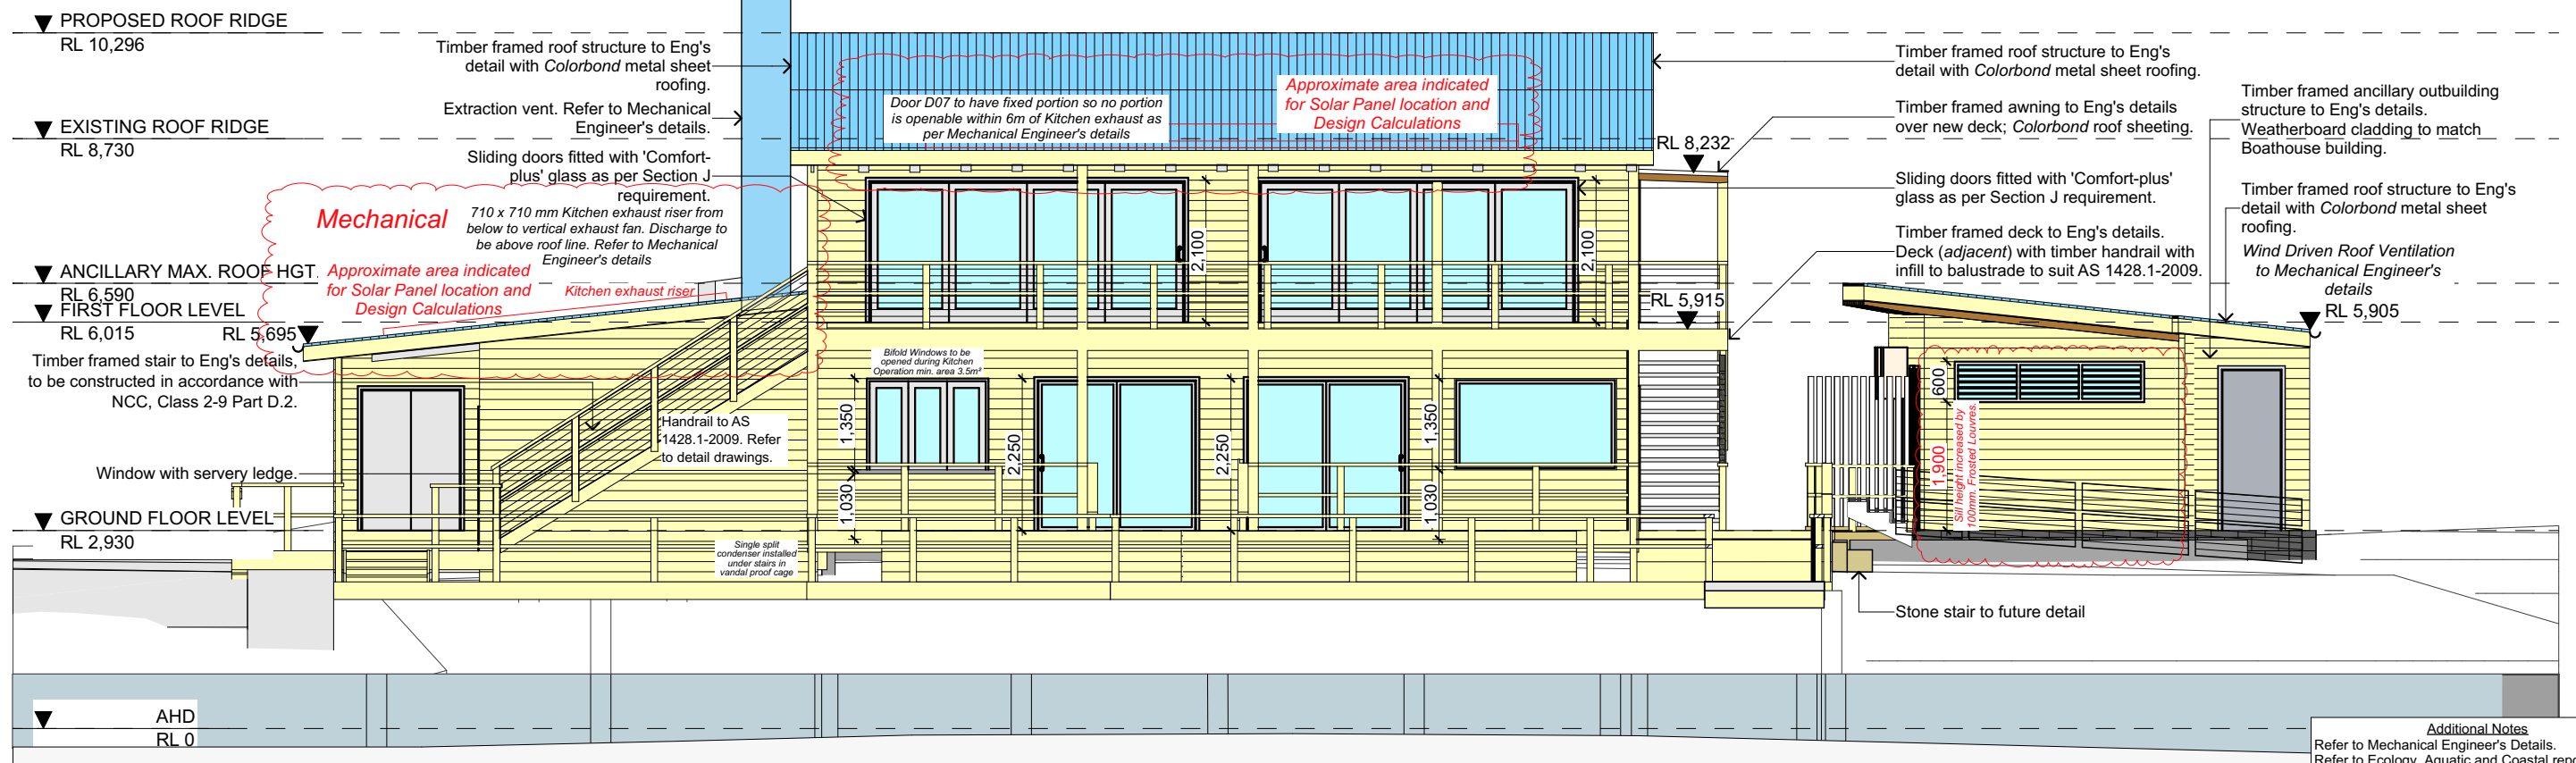 PROPOSED ROOF RIDGE
RL 10,296
EXISTING ROOF RIDGE
RL 8,730
ANCILLARY MAX. ROOF HGT.
RL 6,590
FIRST FLOOR LEVEL
RL 6,015
RL 5,695
Timber framed stair to Eng's details,
to be constructed in accordance with
NCC, Class 2-9 Part D.2.
Window with servery ledge.
GROUND FLOOR LEVEL
RL 2,930
AHD
RL 0
Timber framed roof structure to Eng's
detail with Colorbond metal sheet
roofing.
Extraction vent. Refer to Mechanical
Engineer's details.
Sliding doors fitted with 'Comfort-
plus' glass as per Section J
requirement.
Mechanical
710 x 710 mm Kitchen exhaust riser from
below to vertical exhaust fan. Discharge to
be above roof line. Refer to Mechanical
Engineer's details
Approximate area indicated
for Solar Panel location and
Design Calculations
Kitchen exhaust riser
Door D07 to have fixed portion so no portion
is openable within 6m of Kitchen exhaust as
per Mechanical Engineer's details
Approximate area indicated
for Solar Panel location and
Design Calculations
2,100
2,100
Bifold Windows to be
opened during Kitchen
Operation min. area 3.5m²
Handrail to AS
1428.1-2009. Refer
to detail drawings.
1,350
1,030
2,250
2,250
1,350
1,030
Single split
condenser installed
under stairs in
vandal proof cage
RL 8,232
RL 5,915
Timber framed roof structure to Eng's
detail with Colorbond metal sheet roofing.
Timber framed awning to Eng's details
over new deck; Colorbond roof sheeting.
Sliding doors fitted with 'Comfort-plus'
glass as per Section J requirement.
Timber framed deck to Eng's details.
Deck (adjacent) with timber handrail with
infill to balustrade to suit AS 1428.1-2009.
Timber framed ancillary outbuilding
structure to Eng's details.
Weatherboard cladding to match
Boathouse building.
Timber framed roof structure to Eng's
detail with Colorbond metal sheet
roofing.
Wind Driven Roof Ventilation
to Mechanical Engineer's
details
RL 5,905
600
1,900
Sill height increased by
100mm. Frosted Louvres.
Stone stair to future detail
Additional Notes
Refer to Mechanical Engineer's Details.
Refer to Ecology, Aquatic and Coastal